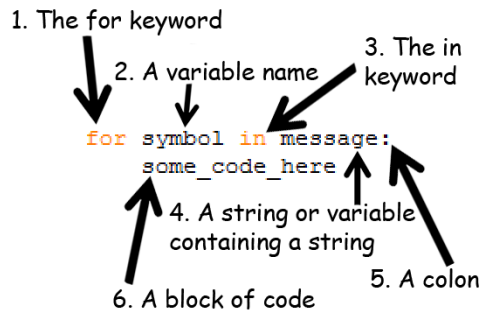 1. The for keyword
2. A variable name
3. The in
keyword
for symbol in message:
some_code_here
4. A string or variable
containing a string
5. A colon
6. A block of code